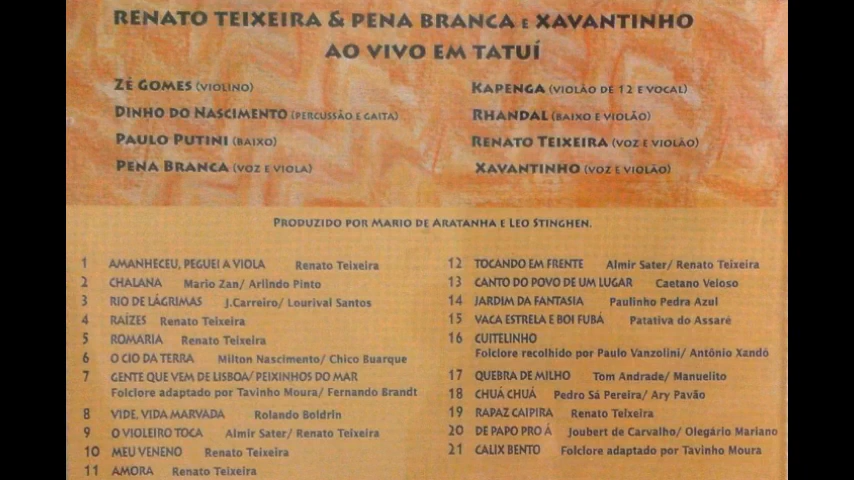 RENATO TEIXEIRA & PENA BRANCA E XAVANTINHO
AO VIVO EM TATUÍ
ZÉ GOMES (VIOLINO)
DINHO DO NASCIMENTO (PERCUSSÃO E GAITA)
PAULO PUTINI (BAIXO)
PENA BRANCA (VOZ E VIOLA)
KAPENGA (VIOLÃO DE 12 E VOCAL)
RHANDAL (BAIXO E VIOLÃO)
RENATO TEIXEIRA (VOZ E VIOLÃO)
XAVANTINHO (VOZ E VIOLÃO)
PRODUZIDO POR MARIO DE ARATANHA E LEO STINGHEN.
1 AMANHECEU, PEGUEI A VIOLA Renato Teixeira
2 CHALANA Mario Zan/ Arlindo Pinto
3 RIO DE LÁGRIMAS J.Carreiro/ Lourival Santos
4 RAÍZES Renato Teixeira
5 ROMARIA Renato Teixeira
6 O CIO DA TERRA Milton Nascimento/ Chico Buarque
7 GENTE QUE VEM DE LISBOA/ PEIXINHOS DO MAR
Folclore adaptado por Tavinho Moura/ Fernando Brandt
8 VIDE, VIDA MARVADA Rolando Boldrin
9 O VIOLEIRO TOCA Almir Sater/ Renato Teixeira
10 MEU VENENO Renato Teixeira
11 AMORA Renato Teixeira
12 TOCANDO EM FRENTE Almir Sater/ Renato Teixeira
13 CANTO DO POVO DE UM LUGAR Caetano Veloso
14 JARDIM DA FANTASIA Paulinho Pedra Azul
15 VACA ESTRELA E BOI FUBÁ Patativa do Assaré
16 CUITELINHO
Folclore recolhido por Paulo Vanzolini/ Antônio Xandó
17 QUEBRA DE MILHO Tom Andrade/ Manuelito
18 CHUÁ CHUÁ Pedro Sá Pereira/ Ary Pavão
19 RAPAZ CAIPIRA Renato Teixeira
20 DE PAPO PRO Á Joubert de Carvalho/ Olegário Mariano
21 CALIX BENTO Folclore adaptado por Tavinho Moura